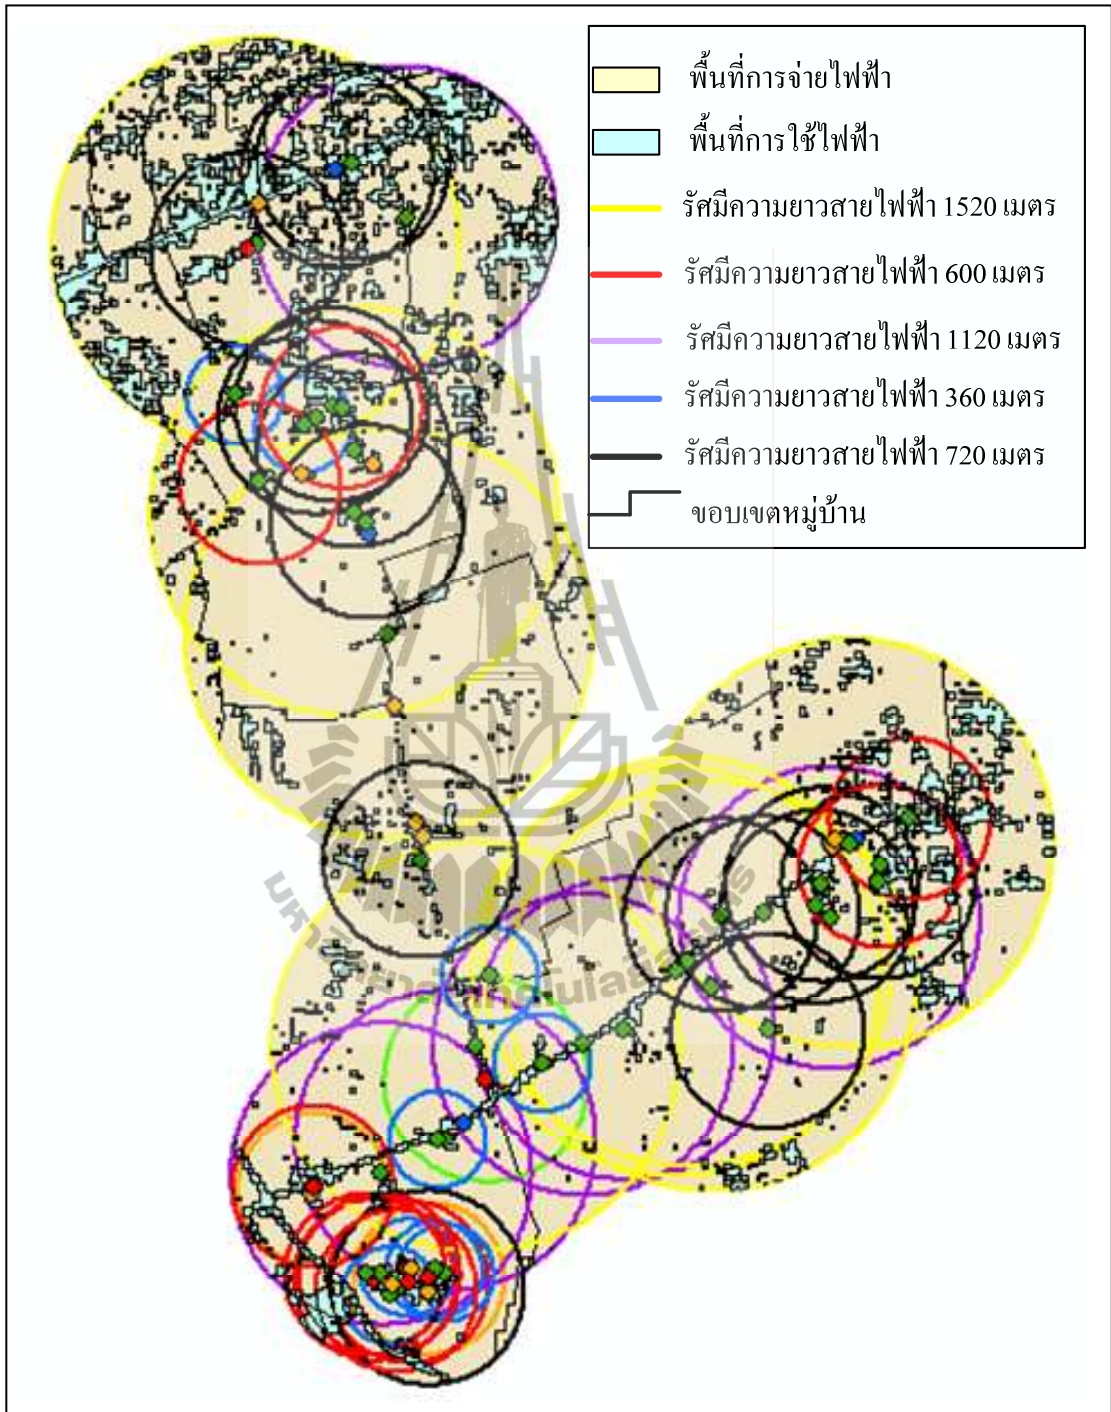 พื้นที่การจ่ายไฟฟ้า
พื้นที่การใช้ไฟฟ้า
รัศมีความยาวสายไฟฟ้า 1520 เมตร
รัศมีความยาวสายไฟฟ้า 600 เมตร
รัศมีความยาวสายไฟฟ้า 1120 เมตร
รัศมีความยาวสายไฟฟ้า 360 เมตร
รัศมีความยาวสายไฟฟ้า 720 เมตร
ขอบเขตหมู่บ้าน